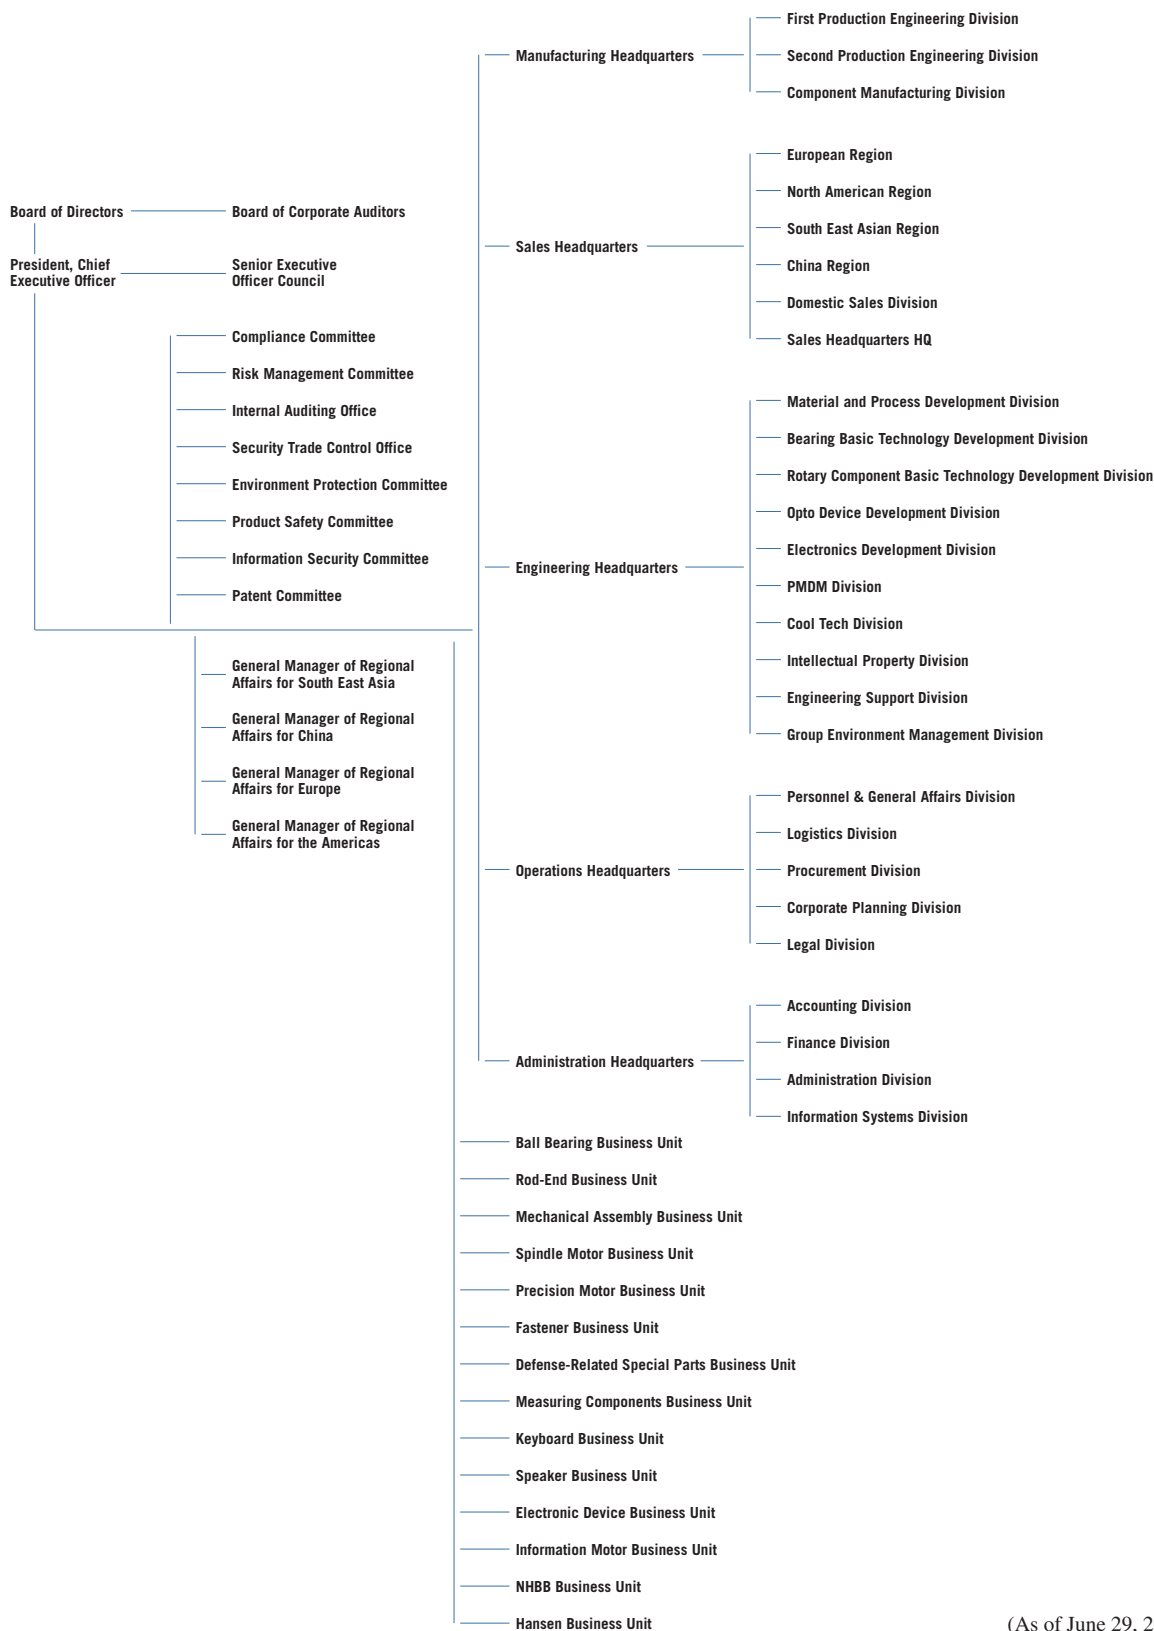 Board of Directors
Board of Corporate Auditors
President, Chief
Executive Officer
Senior Executive
Officer Council
Compliance Committee
Risk Management Committee
Internal Auditing Office
Security Trade Control Office
Environment Protection Committee
Product Safety Committee
Information Security Committee
Patent Committee
General Manager of Regional
Affairs for South East Asia
General Manager of Regional
Affairs for China
General Manager of Regional
Affairs for Europe
General Manager of Regional
Affairs for the Americas
Manufacturing Headquarters
First Production Engineering Division
Second Production Engineering Division
Component Manufacturing Division
Sales Headquarters
European Region
North American Region
South East Asian Region
China Region
Domestic Sales Division
Sales Headquarters HQ
Engineering Headquarters
Material and Process Development Division
Bearing Basic Technology Development Division
Rotary Component Basic Technology Development Division
Opto Device Development Division
Electronics Development Division
PMDM Division
Cool Tech Division
Intellectual Property Division
Engineering Support Division
Group Environment Management Division
Operations Headquarters
Personnel & General Affairs Division
Logistics Division
Procurement Division
Corporate Planning Division
Legal Division
Administration Headquarters
Accounting Division
Finance Division
Administration Division
Information Systems Division
Ball Bearing Business Unit
Rod-End Business Unit
Mechanical Assembly Business Unit
Spindle Motor Business Unit
Precision Motor Business Unit
Fastener Business Unit
Defense-Related Special Parts Business Unit
Measuring Components Business Unit
Keyboard Business Unit
Speaker Business Unit
Electronic Device Business Unit
Information Motor Business Unit
NHBB Business Unit
Hansen Business Unit
(As of June 29, 2